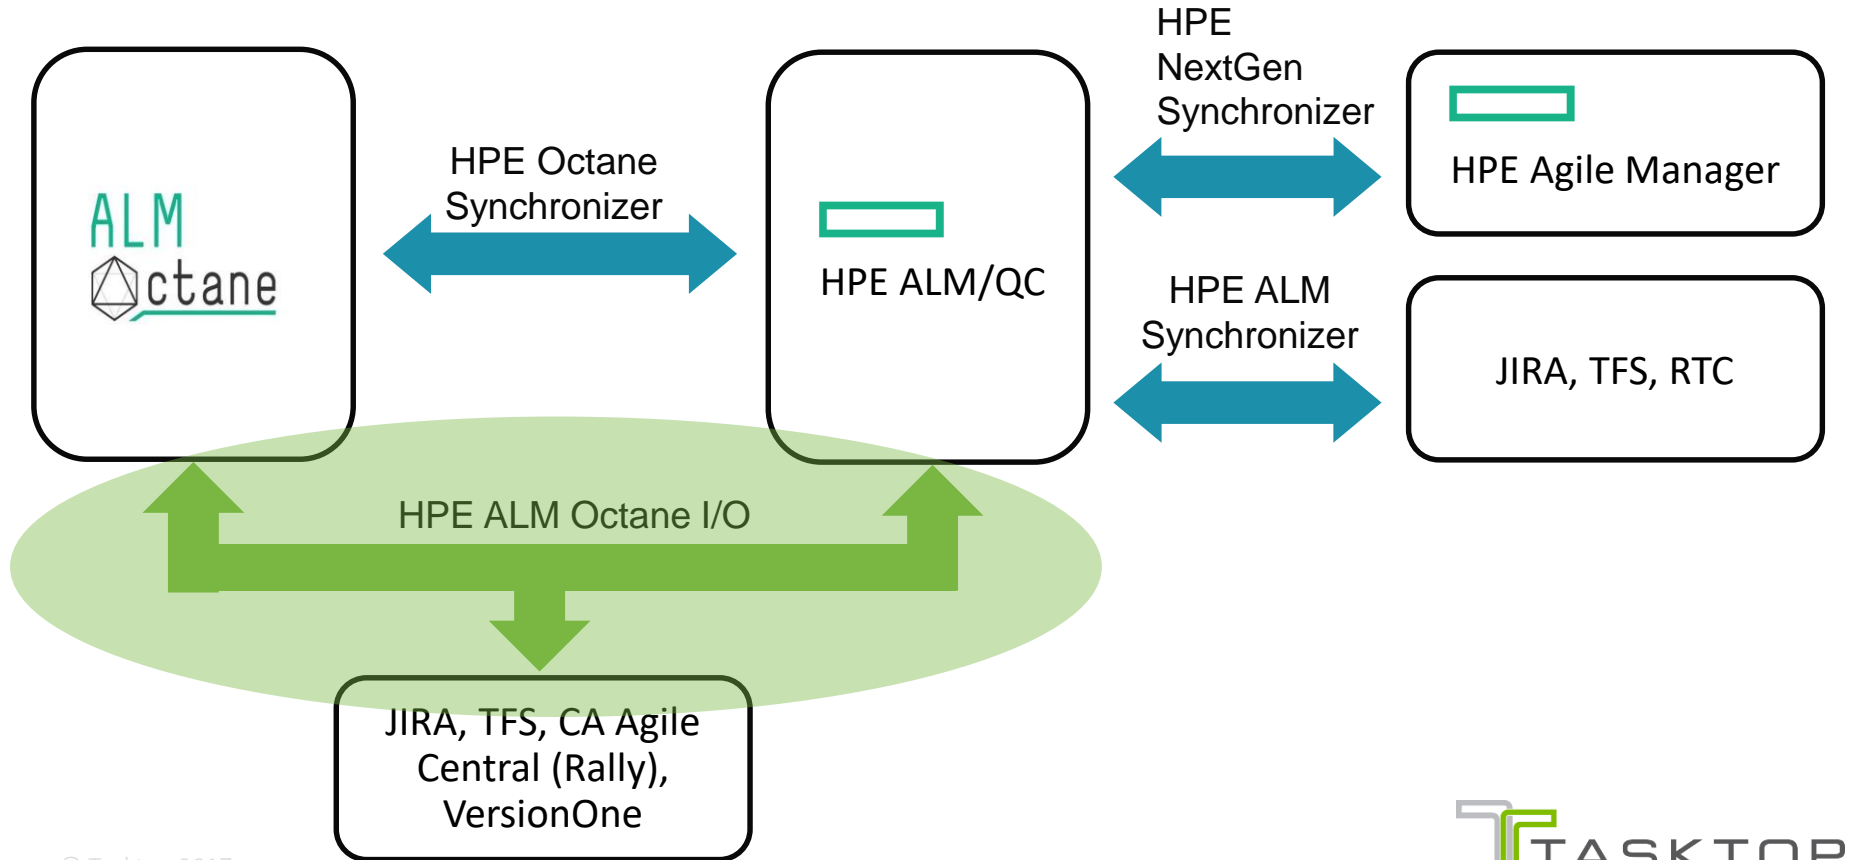 ALM
Octane
HPE Octane
Synchronizer
HPE ALM/QC
HPE
NextGen
Synchronizer
HPE Agile Manager
HPE ALM
Synchronizer
JIRA, TFS, RTC
HPE ALM Octane I/O
JIRA, TFS, CA Agile
Central (Rally),
VersionOne
TASKTOP